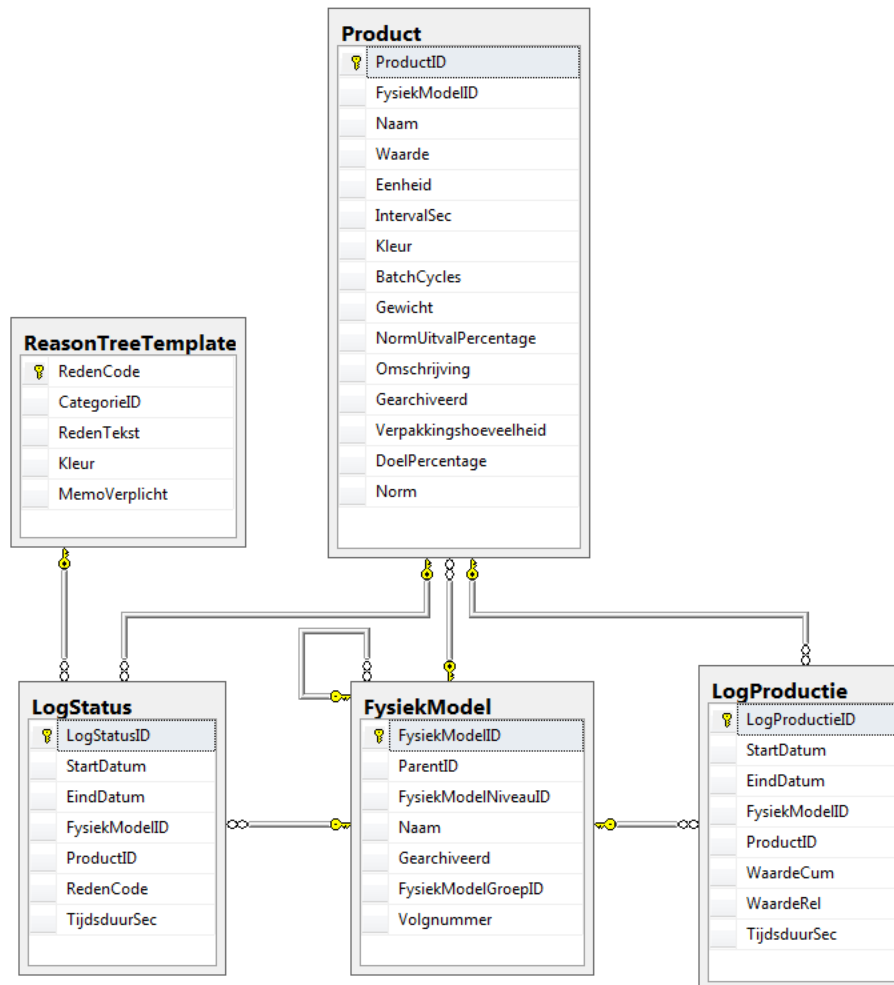 Product
ProductID
FysiekModelID
Naam
Waarde
Eenheid
IntervalSec
Kleur
BatchCycles
Gewicht
NormUitvalPercentage
Omschrijving
Gearchiveerd
Verpakkingshoeveelheid
DoelPercentage
Norm
ReasonTreeTemplate
RedenCode
CategorieID
RedenTekst
Kleur
MemoVerplicht
LogStatus
LogStatusID
StartDatum
EindDatum
FysiekModelID
ProductID
RedenCode
TijdsduurSec
FysiekModel
FysiekModelID
ParentID
FysiekModelNiveauID
Naam
Gearchiveerd
FysiekModelGroepID
Volgnummer
LogProductie
LogProductieID
StartDatum
EindDatum
FysiekModelID
ProductID
WaardeCum
WaardeRel
TijdsduurSec